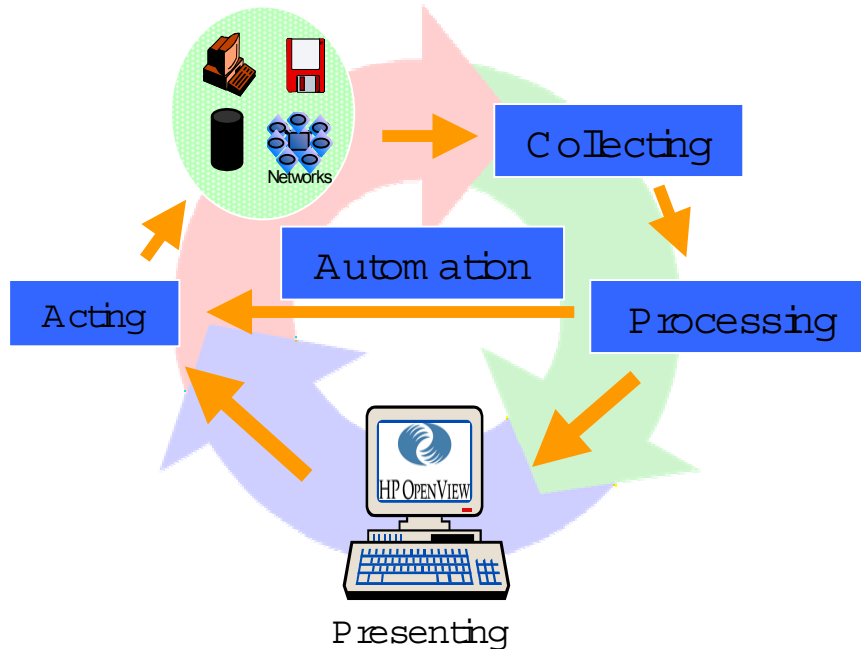 Networks
Collecting
Automation
Acting
Processing
HP OPENVIEW
Presenting